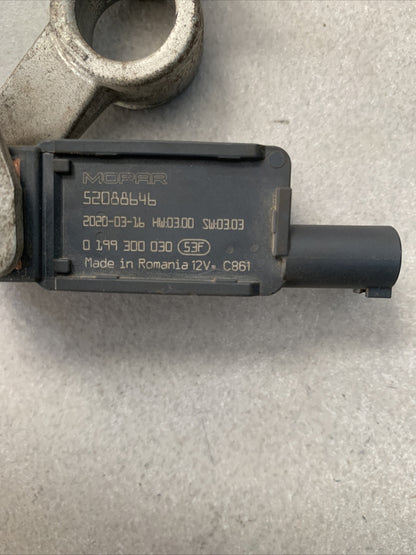 MOPAR
52088646
2020-03-16 HW:03.00 SW:03.03
0 199 300 030 53F
Made in Romania 12V⎓ C861